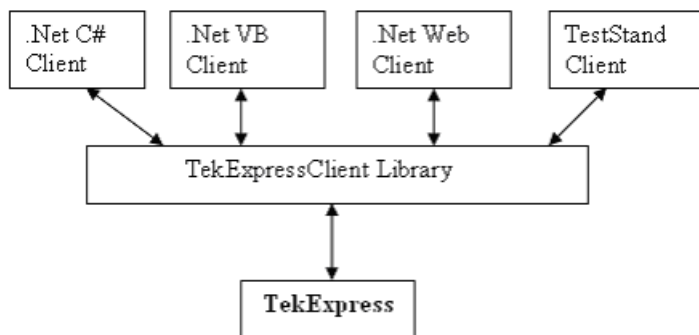 .Net C#
Client
.Net VB
Client
.Net Web
Client
TestStand
Client
TekExpressClient Library
TekExpress